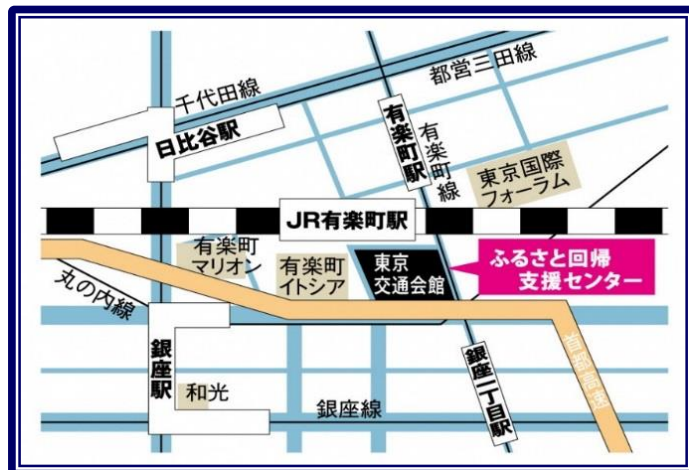 千代田線
都営三田線
日比谷駅
有楽町駅
有楽町線
東京国際
フォーラム
JR有楽町駅
有楽町
マリオン
有楽町
イトシア
東京
交通会館
ふるさと回帰
支援センター
丸の内線
銀座駅
和光
銀座線
銀座一丁目駅
首都高速